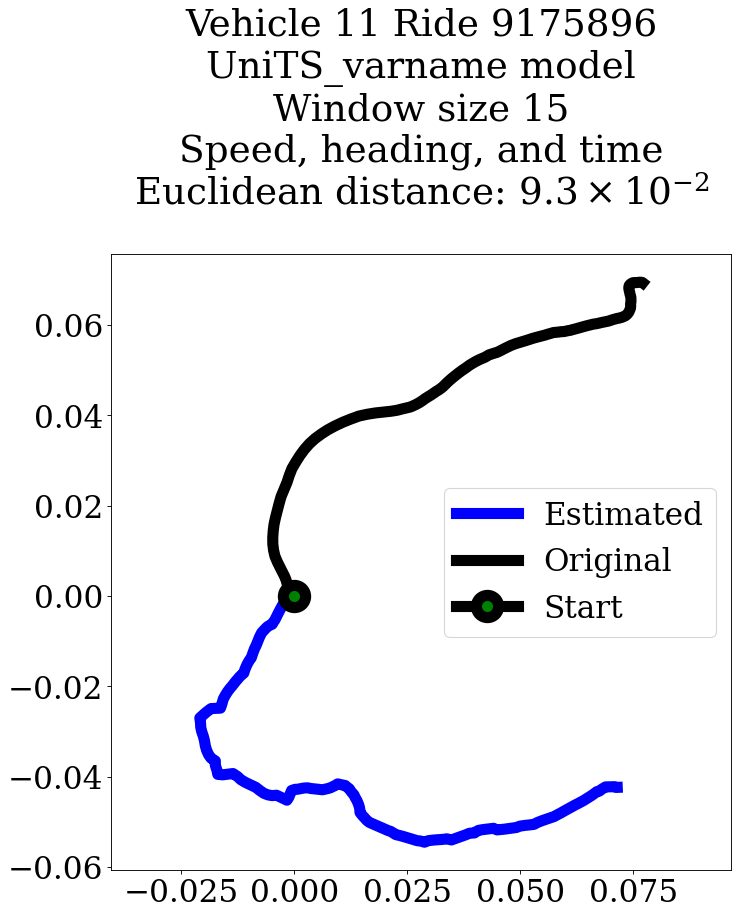 Vehicle 11 Ride 9175896
UniTS_varname model
Window size 15
Speed, heading, and time
Euclidean distance: 9.3 × 10⁻²
0.06
0.04
0.02
0.00
−0.02
−0.04
−0.06
Estimated
Original
Start
−0.025 0.000 0.025 0.050 0.075